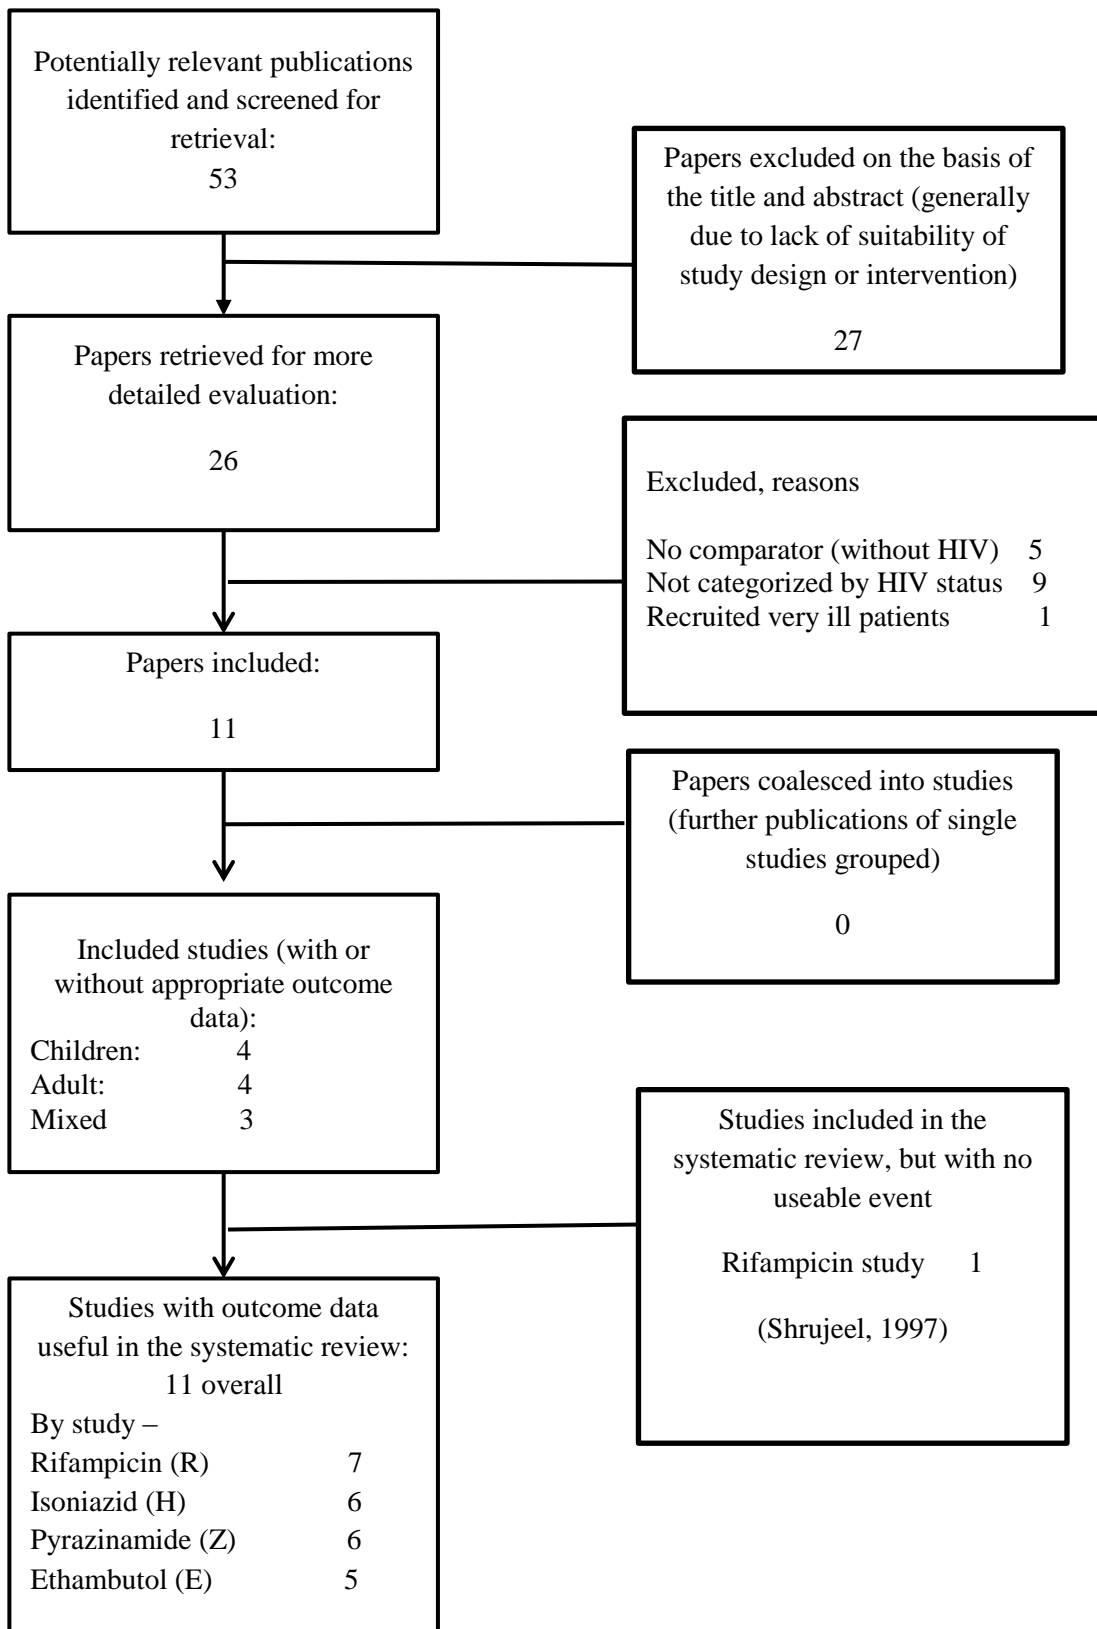 Potentially relevant publications
identified and screened for
retrieval:
53
Papers excluded on the basis of
the title and abstract (generally
due to lack of suitability of
study design or intervention)
27
Papers retrieved for more
detailed evaluation:
26
Excluded, reasons
No comparator (without HIV) 5
Not categorized by HIV status 9
Recruited very ill patients 1
Papers included:
11
Papers coalesced into studies
(further publications of single
studies grouped)
0
Included studies (with or
without appropriate outcome
data):
Children: 4
Adult: 4
Mixed 3
Studies included in the
systematic review, but with no
useable event
Rifampicin study 1
(Shrujeel, 1997)
Studies with outcome data
useful in the systematic review:
11 overall
By study –
Rifampicin (R) 7
Isoniazid (H) 6
Pyrazinamide (Z) 6
Ethambutol (E) 5